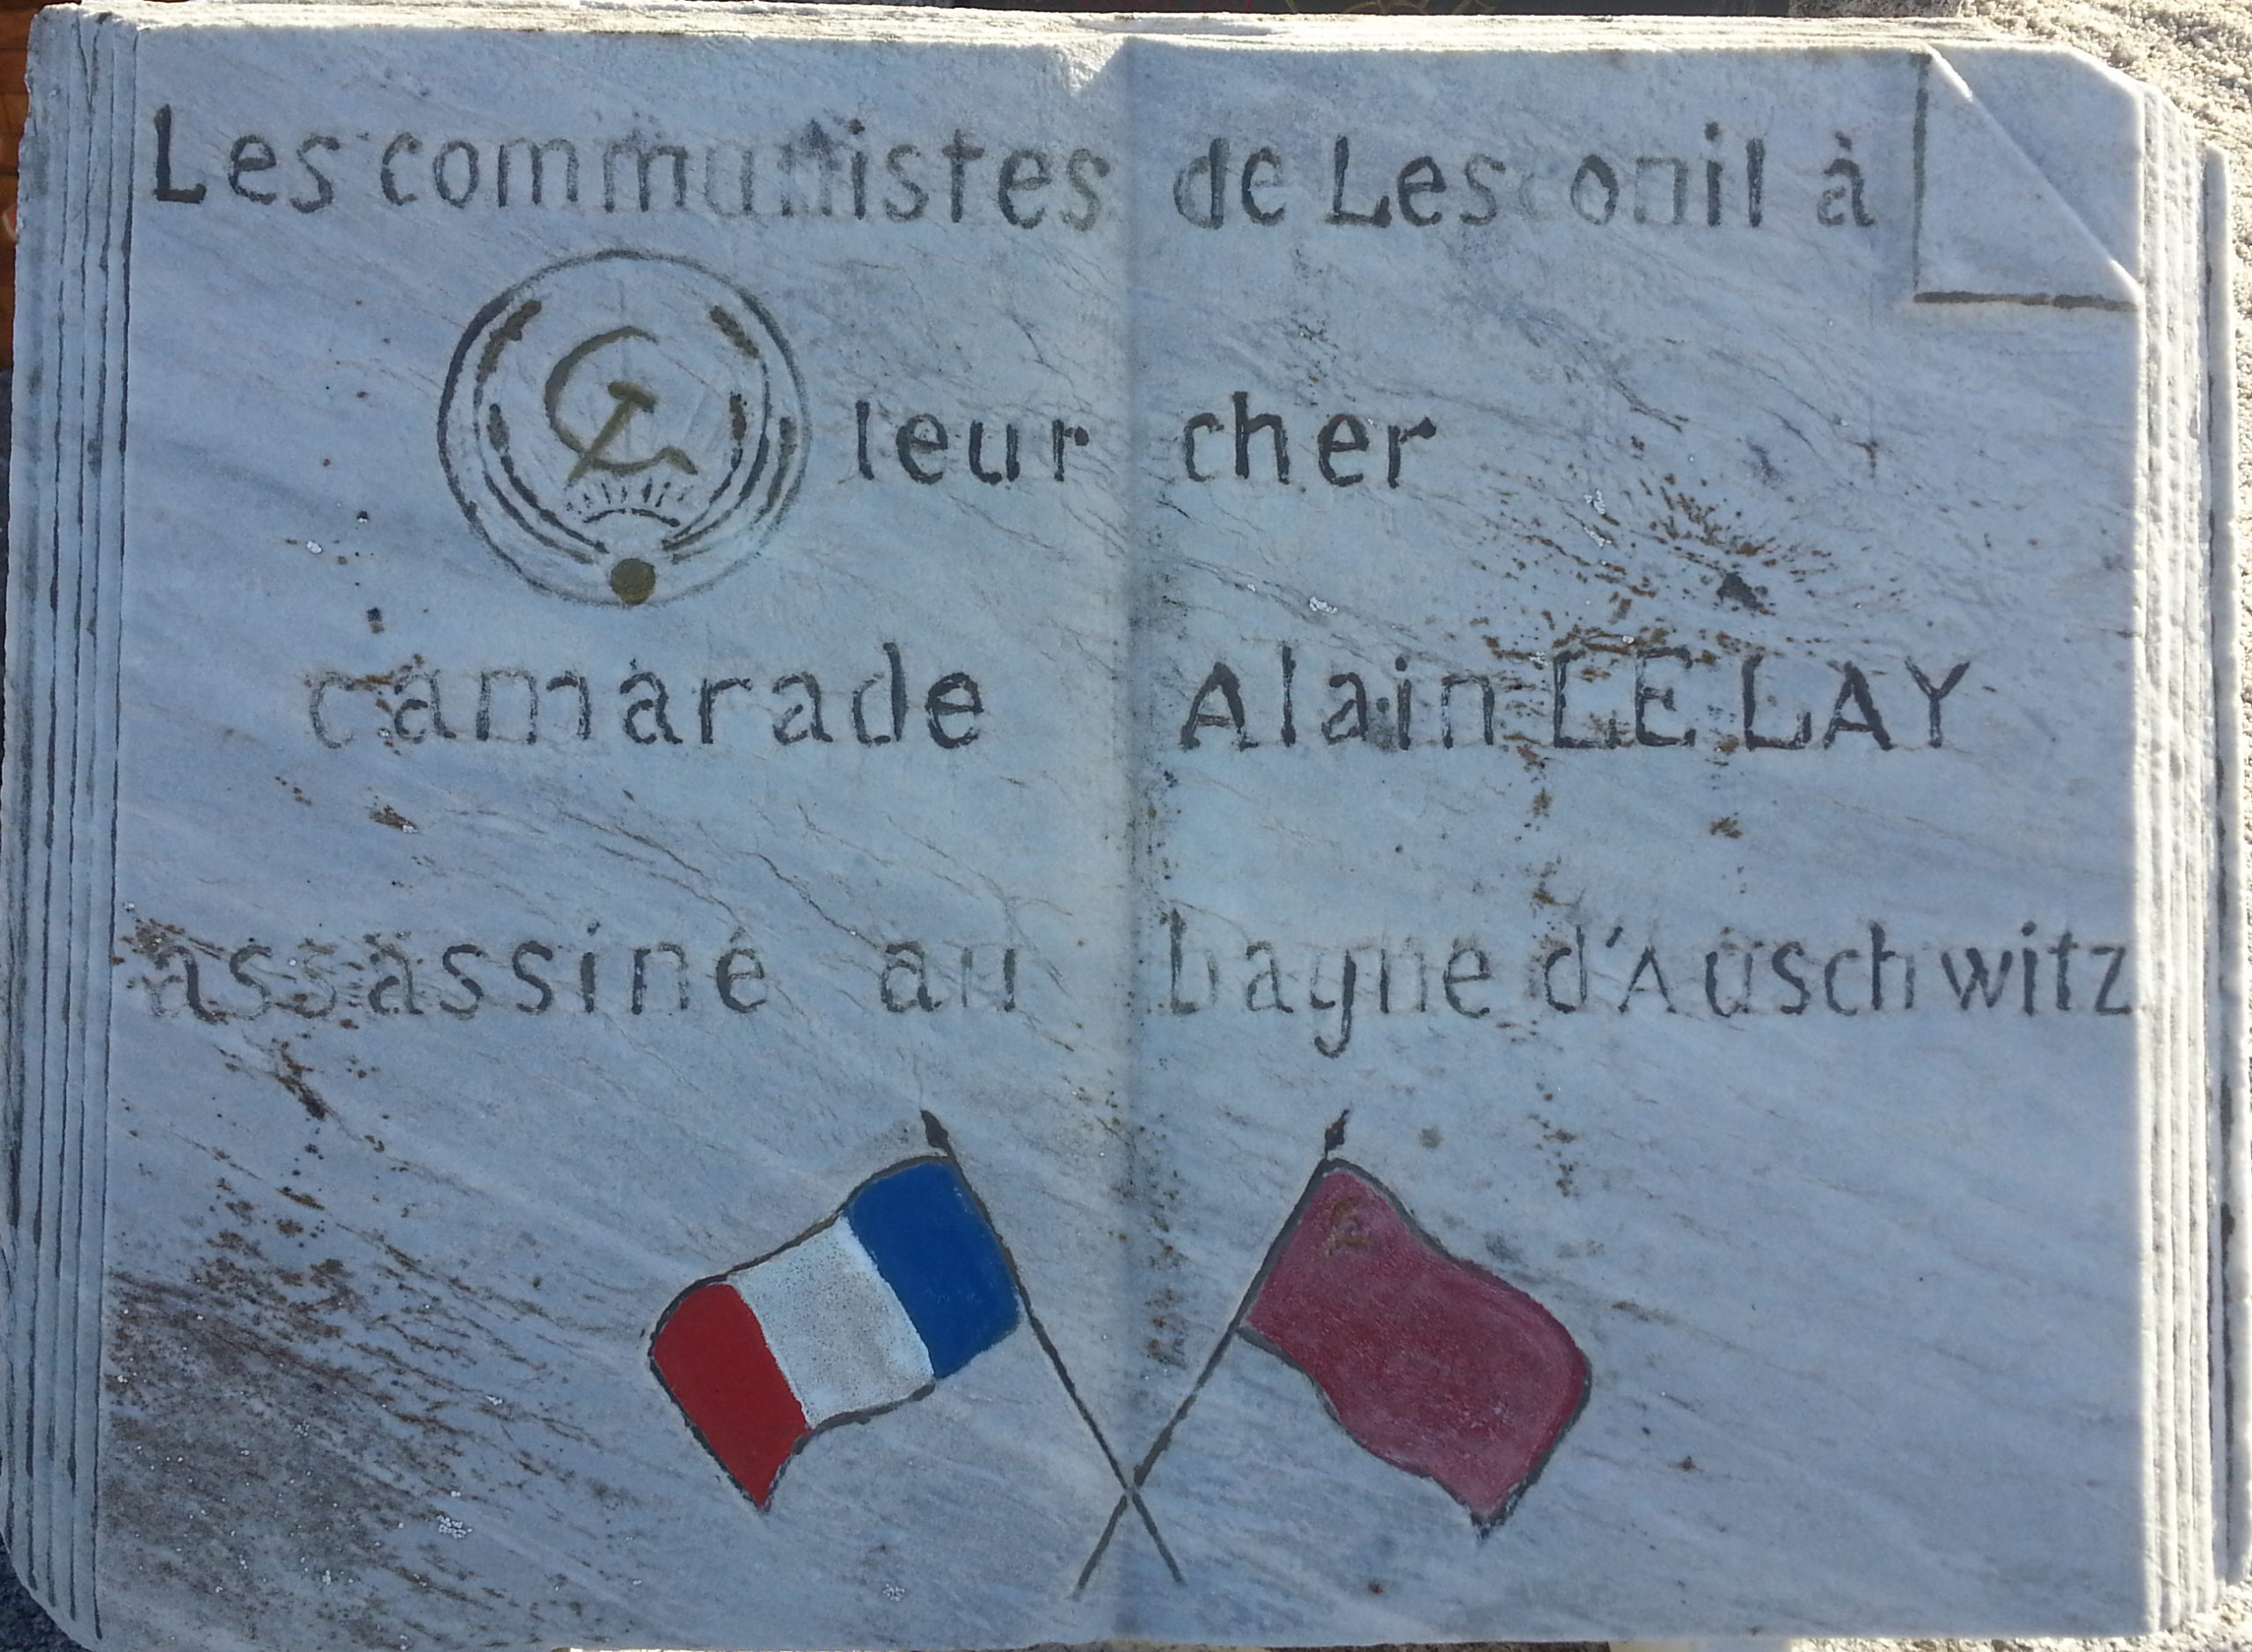 Les communistes de Lesconil à
leur cher
camarade Alain LE LAY
assassiné au bagne d'Auschwitz